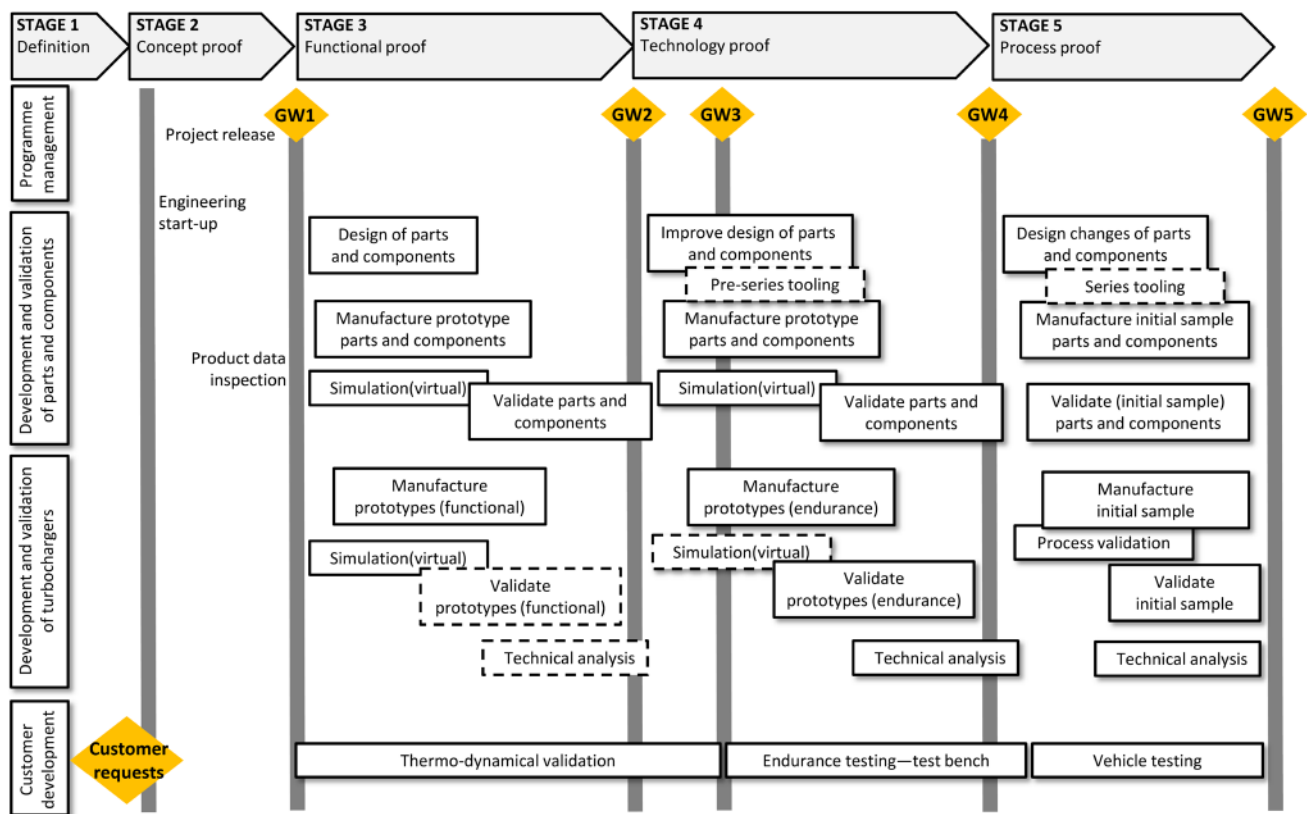 STAGE 1
Definition
STAGE 2
Concept proof
STAGE 3
Functional proof
STAGE 4
Technology proof
STAGE 5
Process proof
Programme
management
GW1
GW2
GW3
GW4
GW5
Project release
Engineering
start-up
Product data
inspection
Development and validation
of parts and components
Design of parts
and components
Improve design of parts
and components
Pre-series tooling
Design changes of parts
and components
Series tooling
Manufacture prototype
parts and components
Manufacture prototype
parts and components
Manufacture initial sample
parts and components
Simulation(virtual)
Validate parts and
components
Simulation(virtual)
Validate parts and
components
Validate (initial sample)
parts and components
Development and validation
of turbochargers
Manufacture
prototypes (functional)
Manufacture
prototypes (endurance)
Manufacture
initial sample
Simulation(virtual)
Validate
prototypes (functional)
Simulation(virtual)
Validate
prototypes (endurance)
Process validation
Validate
initial sample
Technical analysis
Technical analysis
Technical analysis
Customer
development
Customer
requests
Thermo-dynamical validation
Endurance testing—test bench
Vehicle testing